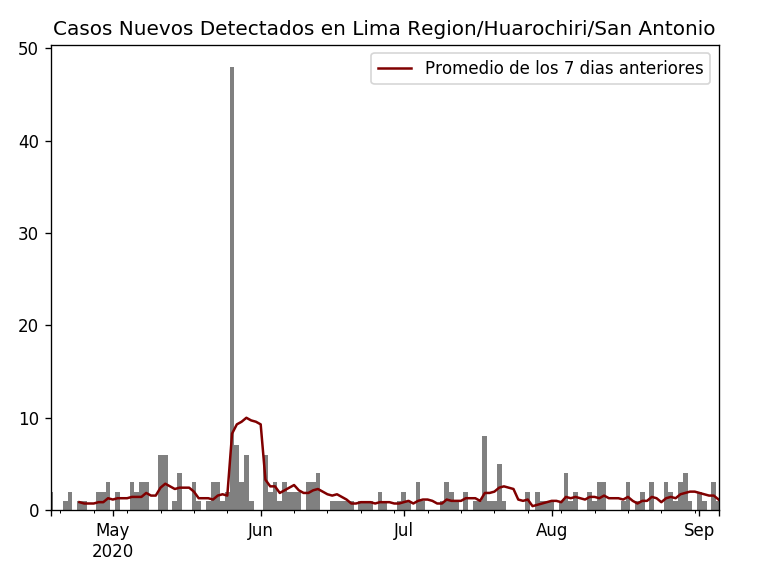 Casos Nuevos Detectados en Lima Region/Huarochiri/San Antonio
Promedio de los 7 dias anteriores
50
40
30
20
10
0
May
2020
Jun
Jul
Aug
Sep